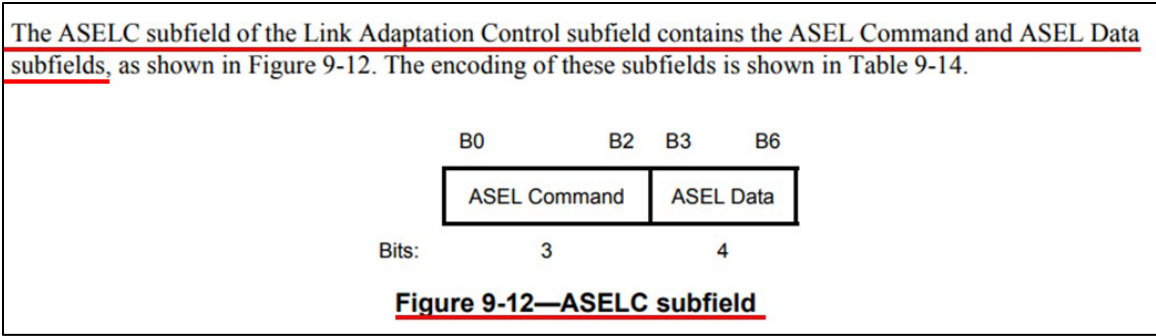 The ASELC subfield of the Link Adaptation Control subfield contains the ASEL Command and ASEL Data
subfields, as shown in Figure 9-12. The encoding of these subfields is shown in Table 9-14.
B0 B2 B3 B6
ASEL Command ASEL Data
Bits: 3 4
Figure 9-12—ASELC subfield